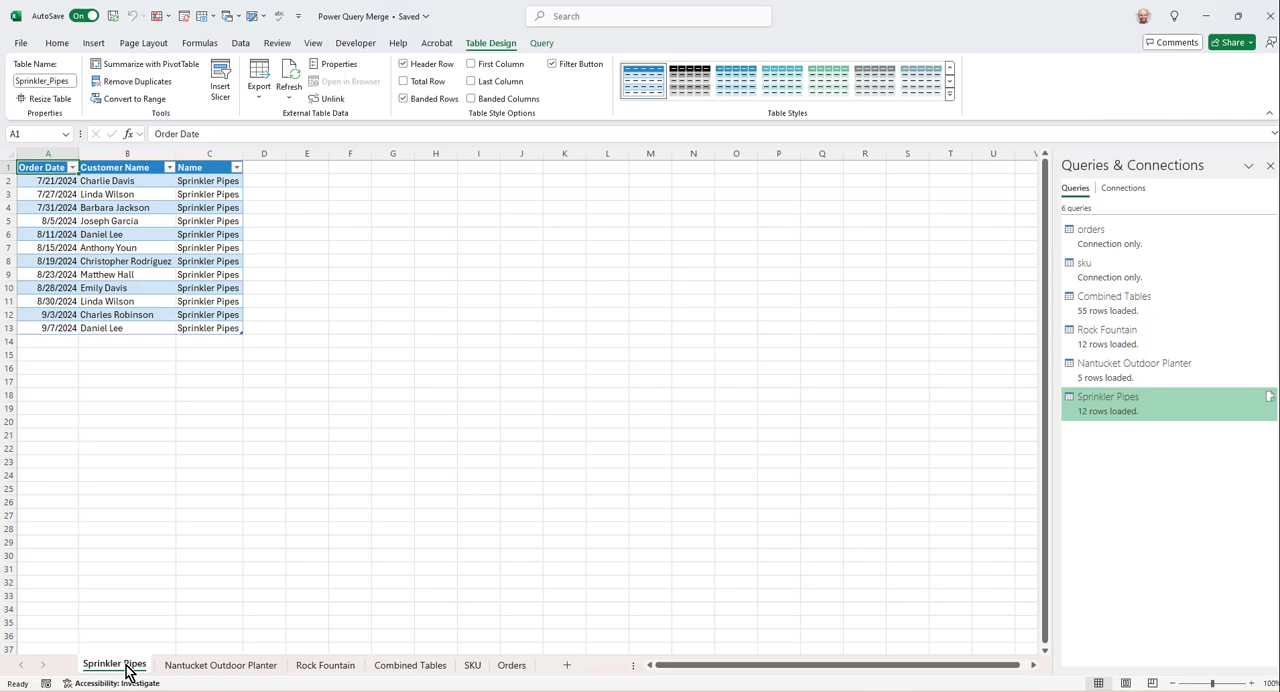 AutoSave On Power Query Merge • Saved Search
File Home Insert Page Layout Formulas Data Review View Developer Help Acrobat Table Design Query Comments Share
Table Name: Summarize with PivotTable Properties Header Row First Column Filter Button
Sprinkler_Pipes Remove Duplicates Insert Slicer Export Refresh Open in Browser Total Row Last Column
Resize Table Convert to Range Unlink Banded Rows Banded Columns
Properties Tools External Table Data Table Style Options Table Styles
A1 fx Order Date
A B C D E F G H I J K L M N O P Q R S T U V
1 Order Date Customer Name Name
2 7/21/2024 Charlie Davis Sprinkler Pipes
3 7/27/2024 Linda Wilson Sprinkler Pipes
4 7/31/2024 Barbara Jackson Sprinkler Pipes
5 8/5/2024 Joseph Garcia Sprinkler Pipes
6 8/11/2024 Daniel Lee Sprinkler Pipes
7 8/15/2024 Anthony Youn Sprinkler Pipes
8 8/19/2024 Christopher Rodriguez Sprinkler Pipes
9 8/23/2024 Matthew Hall Sprinkler Pipes
10 8/28/2024 Emily Davis Sprinkler Pipes
11 8/30/2024 Linda Wilson Sprinkler Pipes
12 9/3/2024 Charles Robinson Sprinkler Pipes
13 9/7/2024 Daniel Lee Sprinkler Pipes
14
15
16
17
18
19
20
21
22
23
24
25
26
27
28
29
30
31
32
33
34
35
36
37
Queries & Connections
Queries Connections
6 queries
orders
Connection only.
sku
Connection only.
Combined Tables
55 rows loaded.
Rock Fountain
12 rows loaded.
Nantucket Outdoor Planter
5 rows loaded.
Sprinkler Pipes
12 rows loaded.
Sprinkler Pipes Nantucket Outdoor Planter Rock Fountain Combined Tables SKU Orders
Ready Accessibility: Investigate 100%